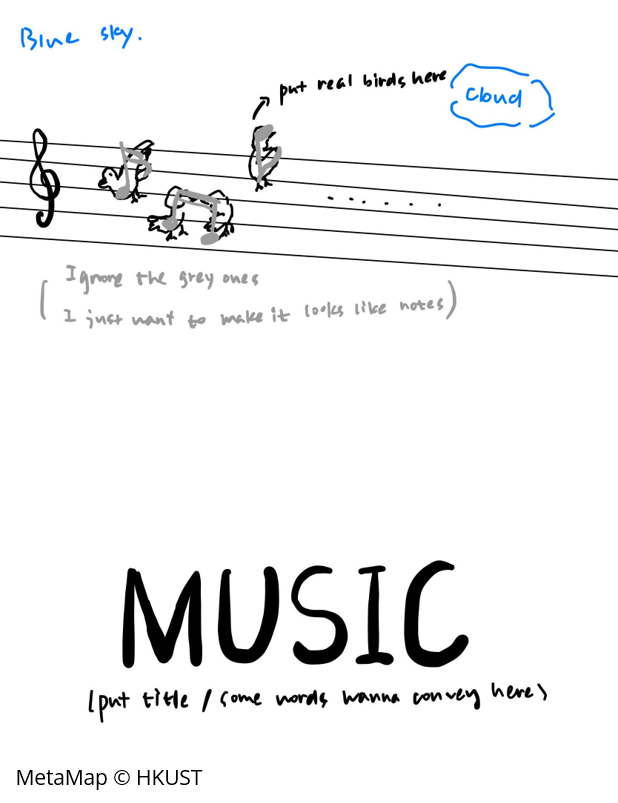 Blue sky.
put real birds here
Cloud
(Ignore the grey ones
I just want to make it looks like notes)
MUSIC
(put title / some words wanna convey here)
MetaMap © HKUST